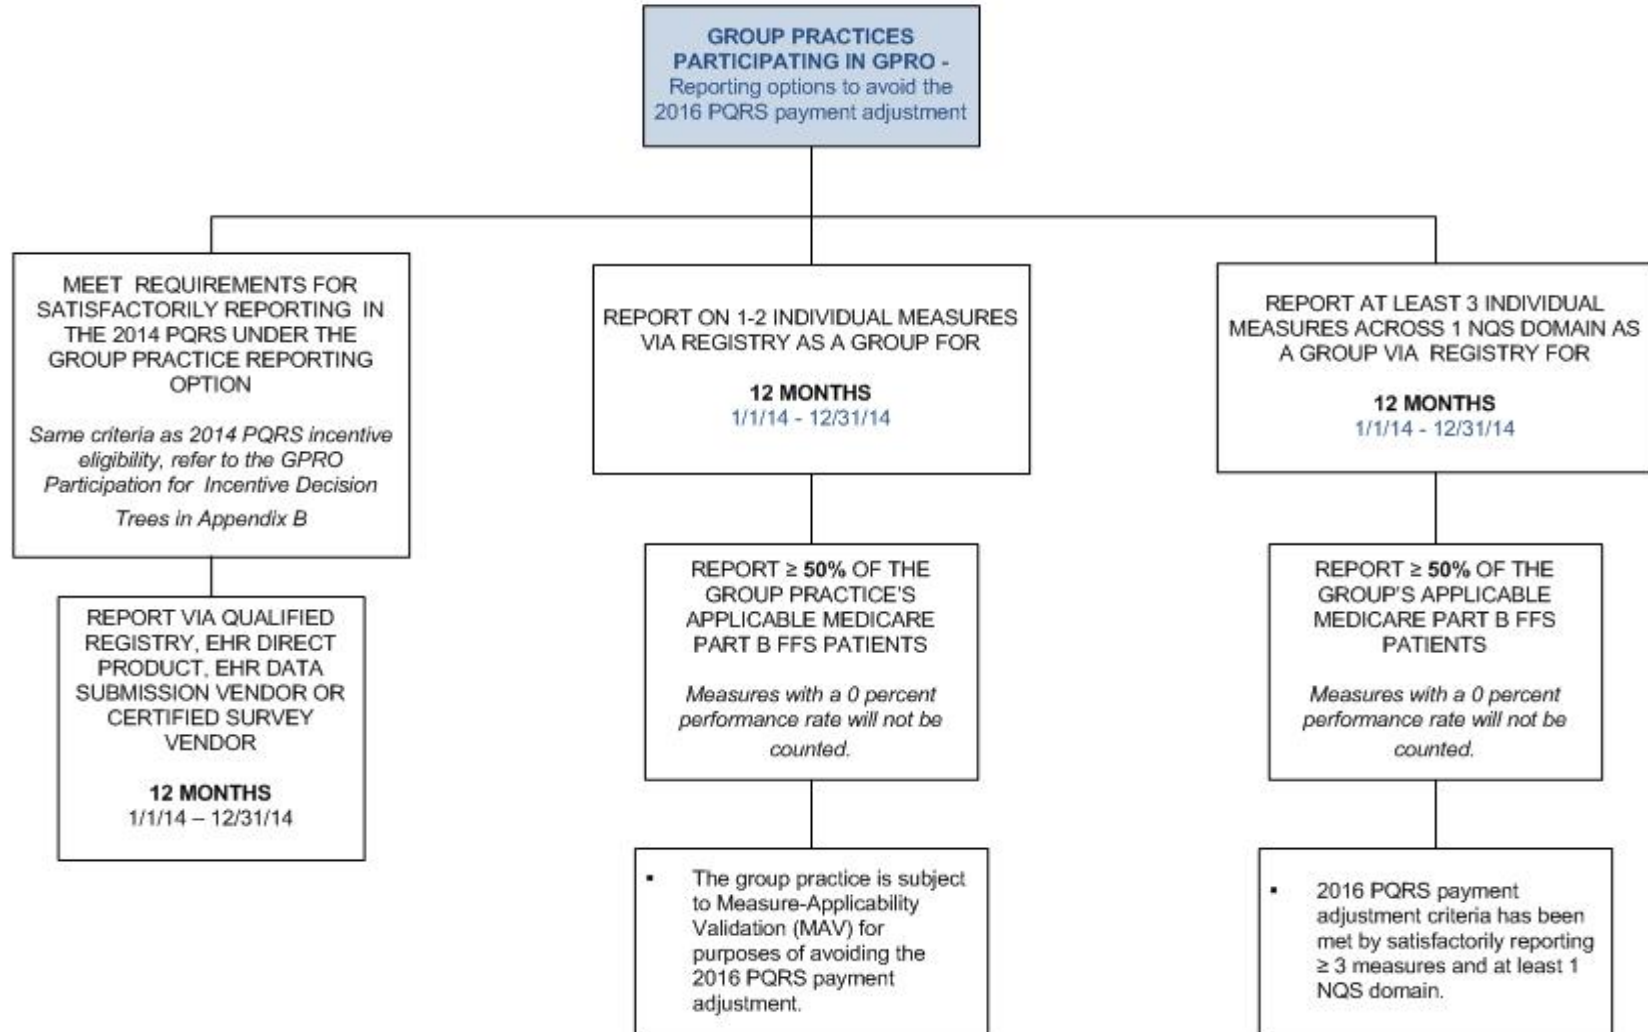 GROUP PRACTICES
PARTICIPATING IN GPRO -
Reporting options to avoid the
2016 PQRS payment adjustment
MEET REQUIREMENTS FOR
SATISFACTORILY REPORTING IN
THE 2014 PQRS UNDER THE
GROUP PRACTICE REPORTING
OPTION
Same criteria as 2014 PQRS incentive
eligibility, refer to the GPRO
Participation for Incentive Decision
Trees in Appendix B
REPORT VIA QUALIFIED
REGISTRY, EHR DIRECT
PRODUCT, EHR DATA
SUBMISSION VENDOR OR
CERTIFIED SURVEY
VENDOR
12 MONTHS
1/1/14 – 12/31/14
REPORT ON 1-2 INDIVIDUAL MEASURES
VIA REGISTRY AS A GROUP FOR
12 MONTHS
1/1/14 - 12/31/14
REPORT ≥ 50% OF THE
GROUP PRACTICE'S
APPLICABLE MEDICARE
PART B FFS PATIENTS
Measures with a 0 percent
performance rate will not be
counted.
▪ The group practice is subject
to Measure-Applicability
Validation (MAV) for
purposes of avoiding the
2016 PQRS payment
adjustment.
REPORT AT LEAST 3 INDIVIDUAL
MEASURES ACROSS 1 NQS DOMAIN AS
A GROUP VIA REGISTRY FOR
12 MONTHS
1/1/14 - 12/31/14
REPORT ≥ 50% OF THE
GROUP'S APPLICABLE
MEDICARE PART B FFS
PATIENTS
Measures with a 0 percent
performance rate will not be
counted.
▪ 2016 PQRS payment
adjustment criteria has been
met by satisfactorily reporting
≥ 3 measures and at least 1
NQS domain.